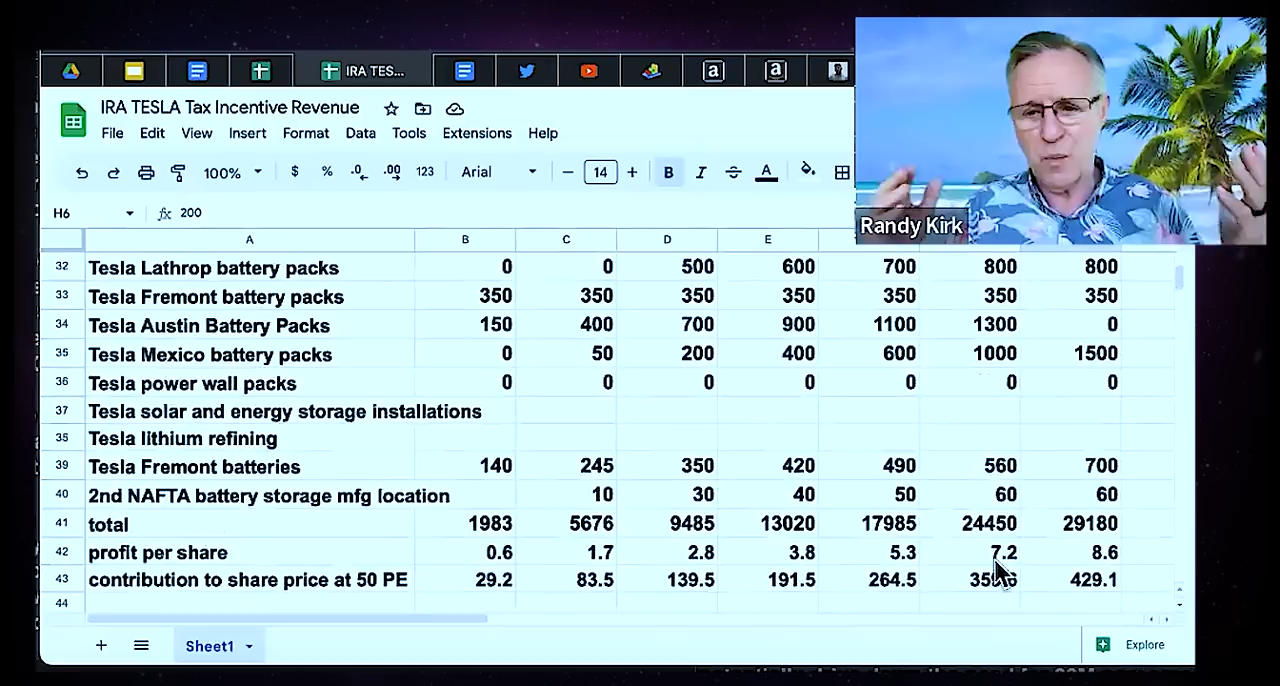 IRA TES...
IRA TESLA Tax Incentive Revenue
File Edit View Insert Format Data Tools Extensions Help
100% $ % .0 .00 123 Arial − 14 + B I S A
H6 fx 200
Randy Kirk
A B C D E
32 Tesla Lathrop battery packs 0 0 500 600 700 800 800
33 Tesla Fremont battery packs 350 350 350 350 350 350 350
34 Tesla Austin Battery Packs 150 400 700 900 1100 1300 0
35 Tesla Mexico battery packs 0 50 200 400 600 1000 1500
36 Tesla power wall packs 0 0 0 0 0 0 0
37 Tesla solar and energy storage installations
35 Tesla lithium refining
39 Tesla Fremont batteries 140 245 350 420 490 560 700
40 2nd NAFTA battery storage mfg location 10 30 40 50 60 60
41 total 1983 5676 9485 13020 17985 24450 29180
42 profit per share 0.6 1.7 2.8 3.8 5.3 7.2 8.6
43 contribution to share price at 50 PE 29.2 83.5 139.5 191.5 264.5 429.1
44
+ Sheet1 Explore